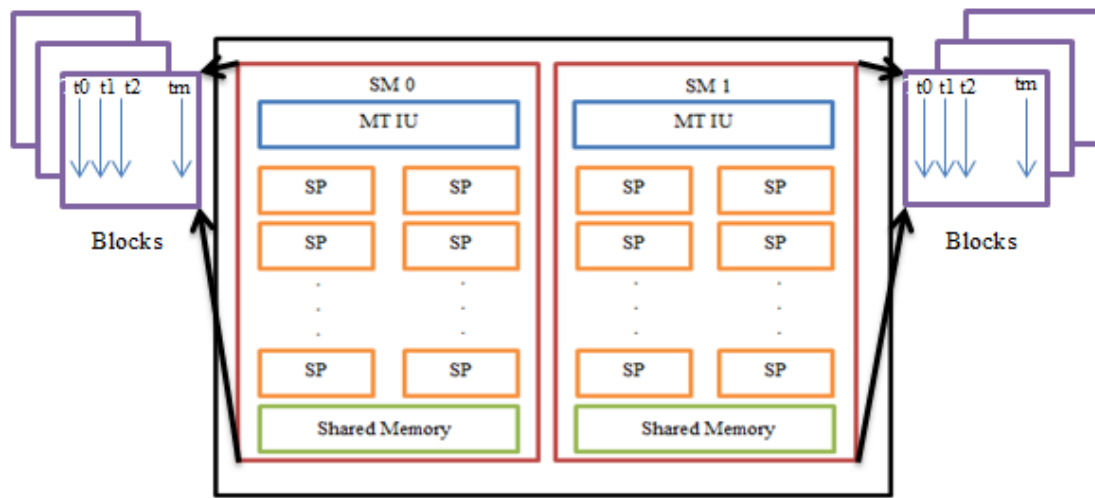 t0 t1 t2 tm
Blocks
SM 0
MT IU
SP SP
SP SP
. .
. .
. .
SP SP
Shared Memory
SM 1
MT IU
SP SP
SP SP
. .
. .
. .
SP SP
Shared Memory
t0 t1 t2 tm
Blocks